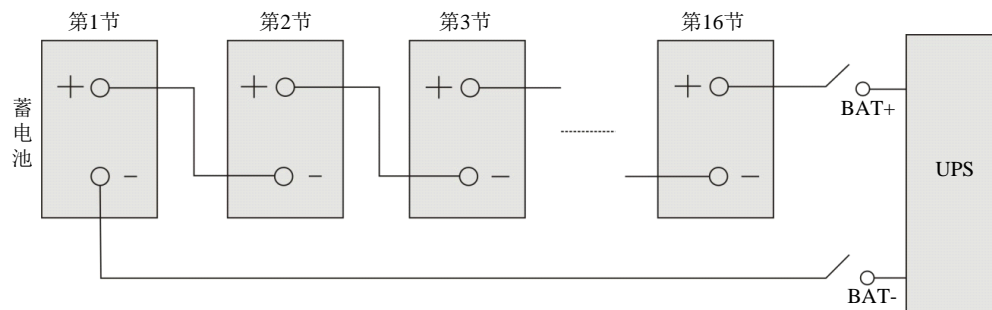 第1节
第2节
第3节
第16节
+
+
+
+
BAT+
蓄电池
UPS
-
-
-
-
BAT-